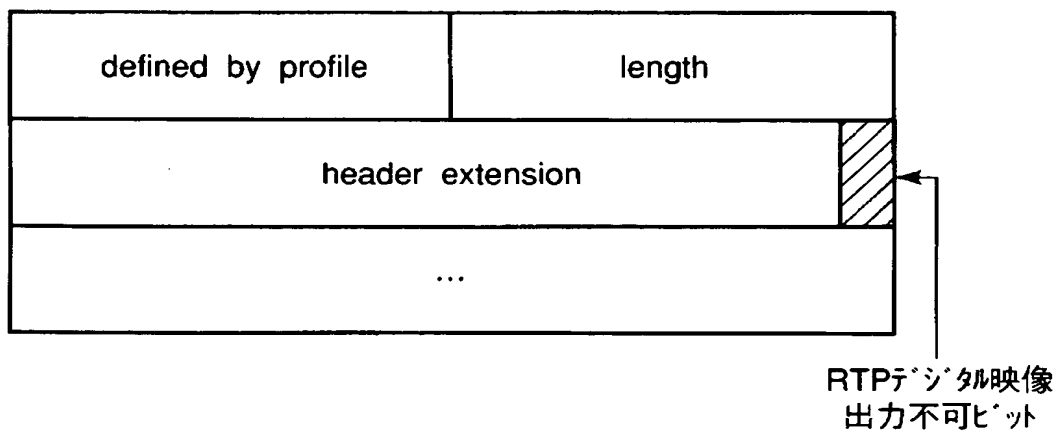 defined by profile
length
header extension
...
RTPﾃﾞｼﾞﾀﾙ映像
出力不可ﾋﾞｯﾄ